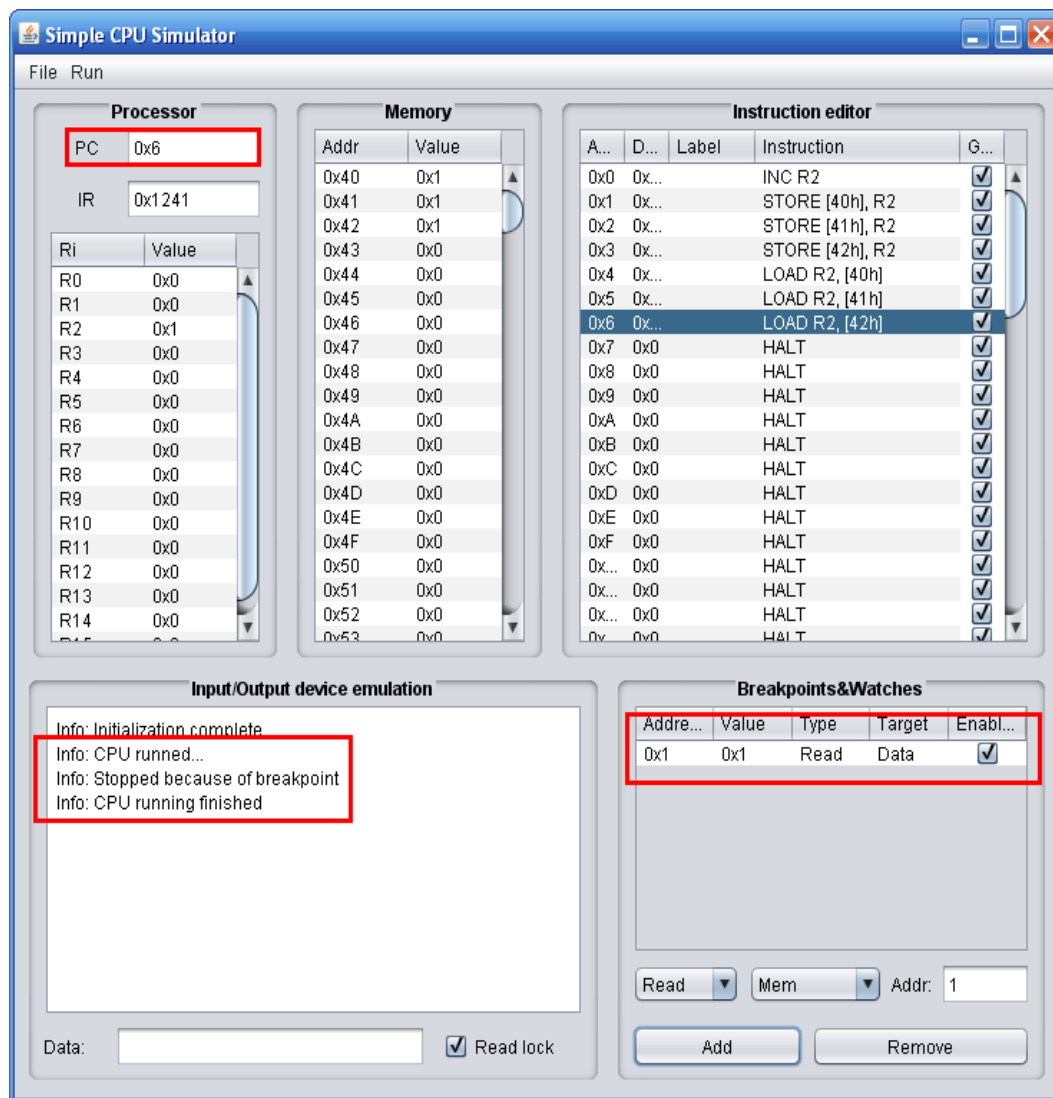 Simple CPU Simulator
File Run
Processor
PC 0x6
IR 0x1241
Ri Value
R0 0x0
R1 0x0
R2 0x1
R3 0x0
R4 0x0
R5 0x0
R6 0x0
R7 0x0
R8 0x0
R9 0x0
R10 0x0
R11 0x0
R12 0x0
R13 0x0
R14 0x0
Memory
Addr Value
0x40 0x1
0x41 0x1
0x42 0x1
0x43 0x0
0x44 0x0
0x45 0x0
0x46 0x0
0x47 0x0
0x48 0x0
0x49 0x0
0x4A 0x0
0x4B 0x0
0x4C 0x0
0x4D 0x0
0x4E 0x0
0x4F 0x0
0x50 0x0
0x51 0x0
0x52 0x0
0x53 0x0
Instruction editor
A... D... Label Instruction G...
0x0 0x... INC R2
0x1 0x... STORE [40h], R2
0x2 0x... STORE [41h], R2
0x3 0x... STORE [42h], R2
0x4 0x... LOAD R2, [40h]
0x5 0x... LOAD R2, [41h]
0x6 0x... LOAD R2, [42h]
0x7 0x0 HALT
0x8 0x0 HALT
0x9 0x0 HALT
0xA 0x0 HALT
0xB 0x0 HALT
0xC 0x0 HALT
0xD 0x0 HALT
0xE 0x0 HALT
0xF 0x0 HALT
0x... 0x0 HALT
0x... 0x0 HALT
0x... 0x0 HALT
0x... 0x0 HALT
Input/Output device emulation
Info: Initialization complete
Info: CPU runned...
Info: Stopped because of breakpoint
Info: CPU running finished
Data: Read lock
Breakpoints&Watches
Addre... Value Type Target Enabl...
0x1 0x1 Read Data
Read Mem Addr: 1
Add Remove